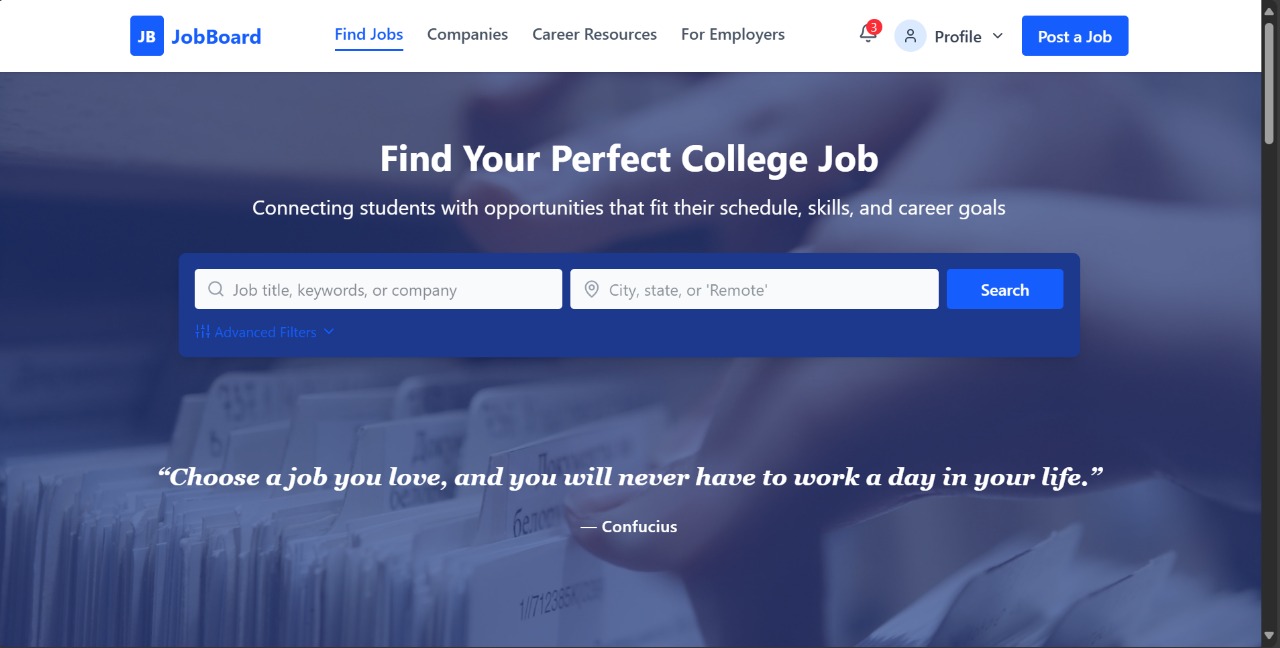 JB JobBoard Find Jobs Companies Career Resources For Employers 3 Profile Post a Job
Find Your Perfect College Job
Connecting students with opportunities that fit their schedule, skills, and career goals
Job title, keywords, or company City, state, or 'Remote' Search
Advanced Filters
“Choose a job you love, and you will never have to work a day in your life.”
— Confucius